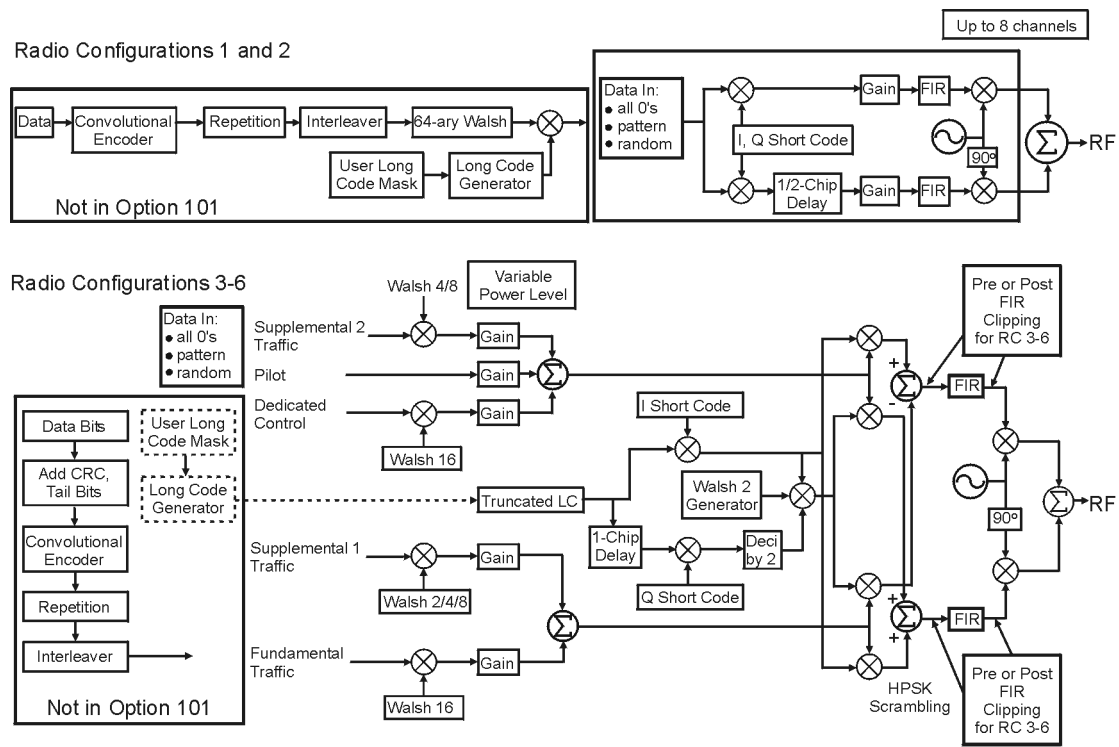 Up to 8 channels
Radio Configurations 1 and 2
Data
Convolutional
Encoder
Repetition
Interleaver
64-ary Walsh
User Long
Code Mask
Long Code
Generator
Not in Option 101
Data In:
● all 0's
● pattern
● random
I, Q Short Code
1/2-Chip
Delay
Gain
FIR
Gain
FIR
90º
Σ
RF
Radio Configurations 3-6
Data In:
● all 0's
● pattern
● random
Walsh 4/8
Variable
Power Level
Supplemental 2
Traffic
Gain
Pilot
Gain
Σ
Dedicated
Control
Gain
Walsh 16
Data Bits
Add CRC,
Tail Bits
Convolutional
Encoder
Repetition
Interleaver
User Long
Code Mask
Long Code
Generator
Not in Option 101
Truncated LC
I Short Code
Walsh 2
Generator
1-Chip
Delay
Deci
by 2
Q Short Code
Supplemental 1
Traffic
Gain
Walsh 2/4/8
Σ
Fundamental
Traffic
Gain
Walsh 16
+
Σ
-
FIR
Pre or Post
FIR
Clipping
for RC 3-6
90º
Σ
RF
+
Σ
+
FIR
HPSK
Scrambling
Pre or Post
FIR
Clipping
for RC 3-6